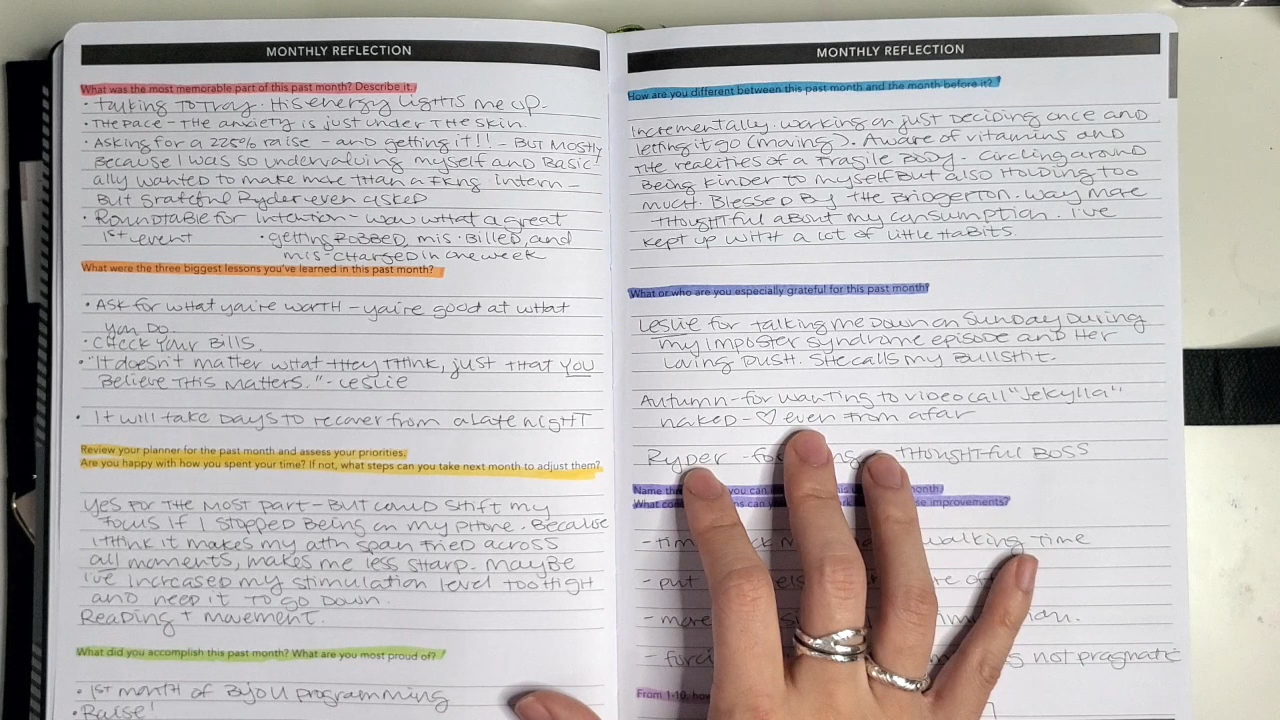 MONTHLY REFLECTION
What was the most memorable part of this past month? Describe it.
• Talking to Tray. His energy lights me up.
• The pace - the anxiety is just under the skin.
• Asking for a 225% raise - and getting it!! - But mostly
because I was so undervaluing myself and basic
ally wanted to make more than a fkng intern -
But grateful Ryder even asked
• Roundtable for Intention - wow what a great
1st event • getting robbed, mis-billed, and
mis-charged in one week
What were the three biggest lessons you've learned in this past month?
• Ask for what you're worth - you're good at what
you do.
• Check your bills.
• "It doesn't matter what they think, just that YOU
believe this matters." - Leslie
• It will take days to recover from a late night
Review your planner for the past month and assess your priorities.
Are you happy with how you spent your time? If not, what steps can you take next month to adjust them?
Yes for the most part - but could shift my
focus if I stopped being on my phone. Because
I think it makes my attn span fried across
all moments, makes me less sharp. Maybe
I've increased my stimulation level too high
and need it to go down.
Reading + movement.
What did you accomplish this past month? What are you most proud of?
• 1st month of Bijou programming
• Raise!
MONTHLY REFLECTION
How are you different between this past month and the month before it?
Incrementally. working on just deciding once and
letting it go (moving). Aware of vitamins and
the realities of a fragile body. Circling around
being kinder to myself but also holding too
much. Blessed by the Bridgerton. Way more
thoughtful about my consumption. I've
kept up with a lot of little habits.
What or who are you especially grateful for this past month?
Leslie for talking me down on Sunday during
my imposter syndrome episode and her
loving push. She calls my bullshit.
Autumn - for wanting to video call "Jekylla"
naked - ♡ even from afar
Ryder - for a thoughtful boss
Name you can this month.
What can improvements?
walking time
- put
- more
not pragmatic
From 1-10,